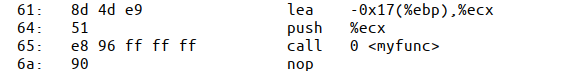 61: 8d 4d e9 lea -0x17(%ebp),%ecx
64: 51 push %ecx
65: e8 96 ff ff ff call 0 <myfunc>
6a: 90 nop